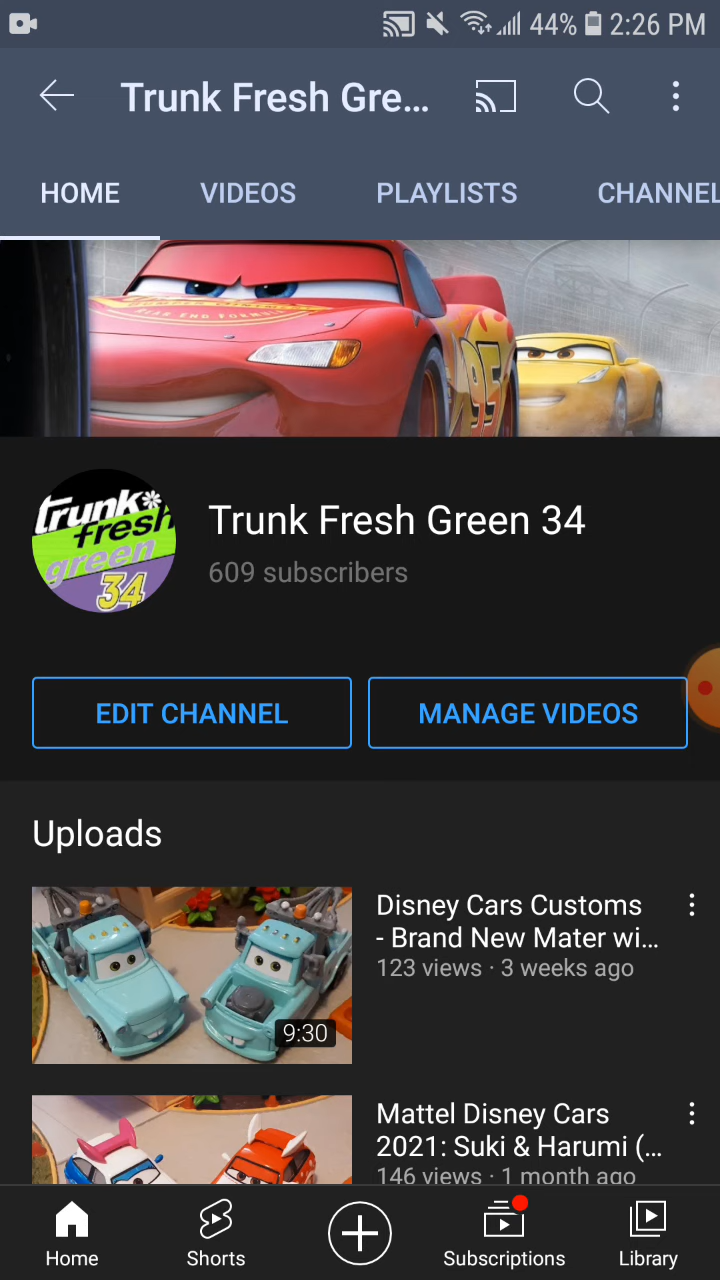 44% 2:26 PM
Trunk Fresh Gre...
HOME VIDEOS PLAYLISTS CHANNEL
95
trunk
fresh
green
34
Trunk Fresh Green 34
609 subscribers
EDIT CHANNEL MANAGE VIDEOS
Uploads
Disney Cars Customs
- Brand New Mater wi...
123 views · 3 weeks ago
9:30
Mattel Disney Cars
2021: Suki & Harumi (...
146 views · 1 month ago
Home Shorts Subscriptions Library